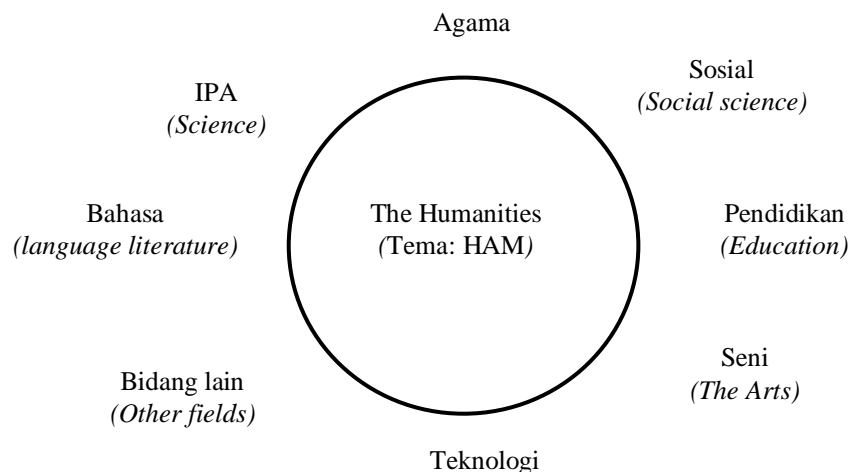 Agama
Sosial
(Social science)
IPA
(Science)
Bahasa
(language literature)
The Humanities
(Tema: HAM)
Pendidikan
(Education)
Seni
(The Arts)
Bidang lain
(Other fields)
Teknologi